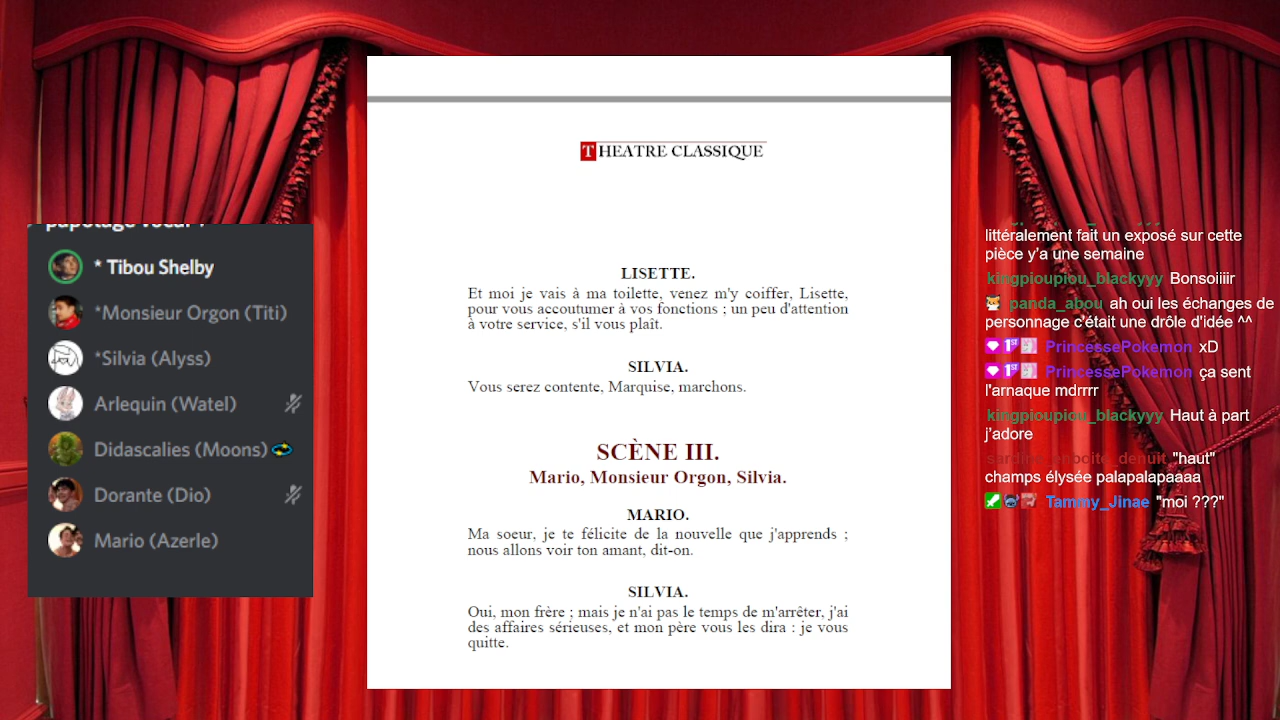 * Tibou Shelby
*Monsieur Orgon (Titi)
*Silvia (Alyss)
Arlequin (Watel)
Didascalies (Moons)
Dorante (Dio)
Mario (Azerle)
THEATRE CLASSIQUE
LISETTE.
Et moi je vais à ma toilette, venez m'y coiffer, Lisette,
pour vous accoutumer à vos fonctions ; un peu d'attention
à votre service, s'il vous plaît.
SILVIA.
Vous serez contente, Marquise, marchons.
SCÈNE III.
Mario, Monsieur Orgon, Silvia.
MARIO.
Ma soeur, je te félicite de la nouvelle que j'apprends ;
nous allons voir ton amant, dit-on.
SILVIA.
Oui, mon frère ; mais je n'ai pas le temps de m'arrêter, j'ai
des affaires sérieuses, et mon père vous les dira : je vous
quitte.
littéralement fait un exposé sur cette
pièce y'a une semaine
kingpioupiou_blackyyy Bonsoiiiir
panda_abou ah oui les échanges de
personnage c'était une drôle d'idée ^^
1ST PrincessePokemon xD
1ST PrincessePokemon ça sent
l'arnaque mdrrrr
kingpioupiou_blackyyy Haut à part
j'adore
sardine_enboite_denuit "haut"
champs élysée palapalapaaaa
Tammy_Jinae "moi ???"